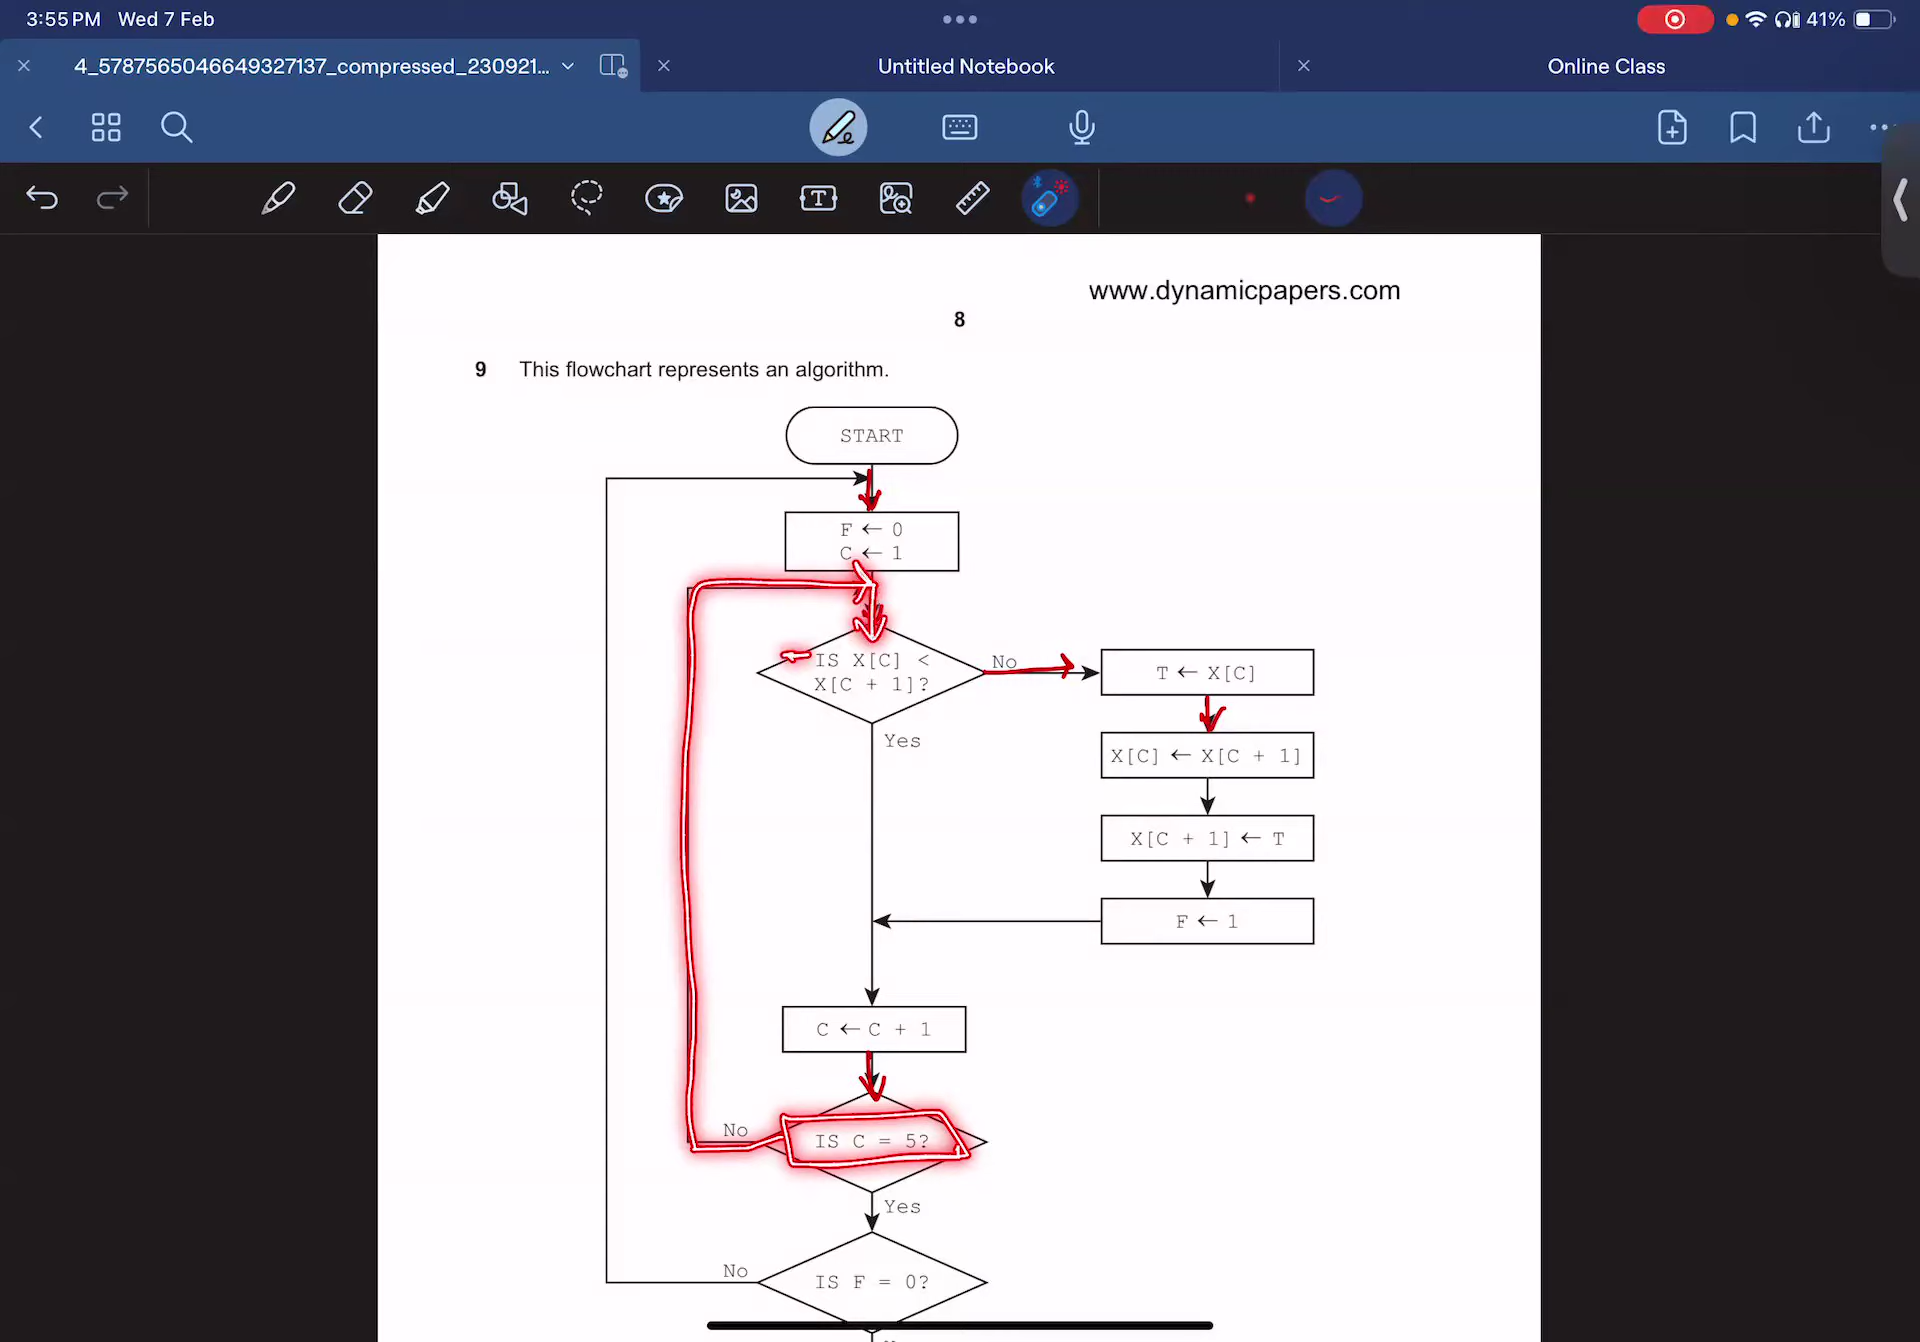 3:55 PM Wed 7 Feb
41%
4_5787565046649327137_compressed_230921...
Untitled Notebook
Online Class
www.dynamicpapers.com
8
9 This flowchart represents an algorithm.
START
F ← 0
C ← 1
IS X[C] <
X[C + 1]?
No
T ← X[C]
Yes
X[C] ← X[C + 1]
X[C + 1] ← T
F ← 1
C ← C + 1
No
IS C = 5?
Yes
No
IS F = 0?